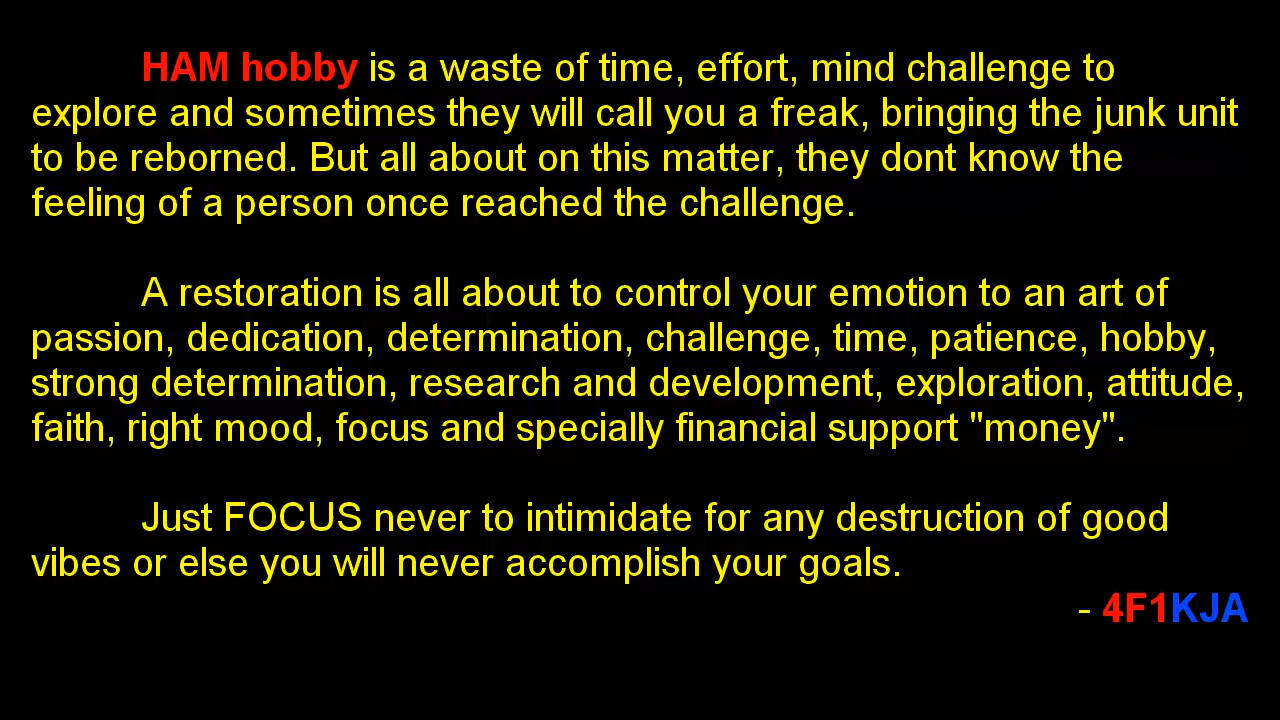 HAM hobby is a waste of time, effort, mind challenge to
explore and sometimes they will call you a freak, bringing the junk unit
to be reborned. But all about on this matter, they dont know the
feeling of a person once reached the challenge.
A restoration is all about to control your emotion to an art of
passion, dedication, determination, challenge, time, patience, hobby,
strong determination, research and development, exploration, attitude,
faith, right mood, focus and specially financial support "money".
Just FOCUS never to intimidate for any destruction of good
vibes or else you will never accomplish your goals.
- 4F1KJA